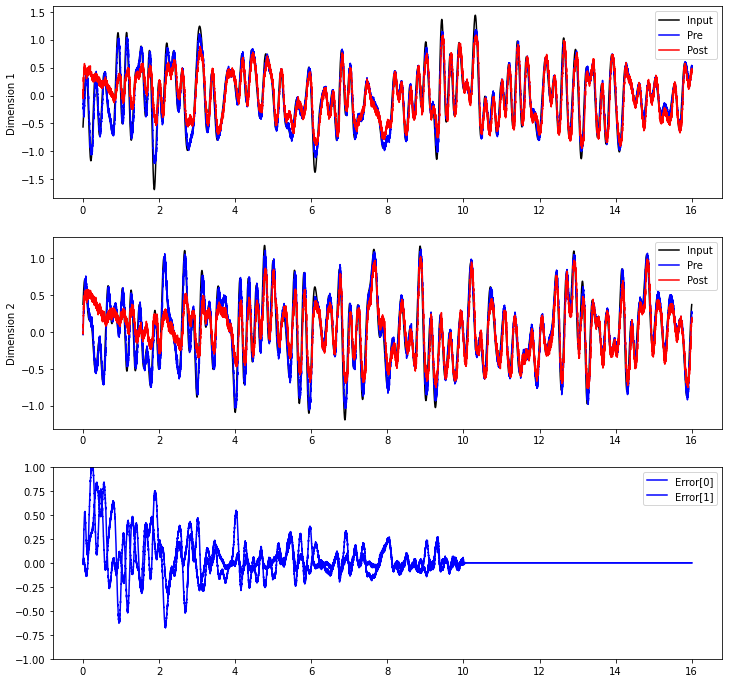 1.5
1.0
0.5
0.0
−0.5
−1.0
−1.5
Dimension 1
Input
Pre
Post
0 2 4 6 8 10 12 14 16
1.0
0.5
0.0
−0.5
−1.0
Dimension 2
Input
Pre
Post
0 2 4 6 8 10 12 14 16
1.00
0.75
0.50
0.25
0.00
−0.25
−0.50
−0.75
−1.00
Error[0]
Error[1]
0 2 4 6 8 10 12 14 16